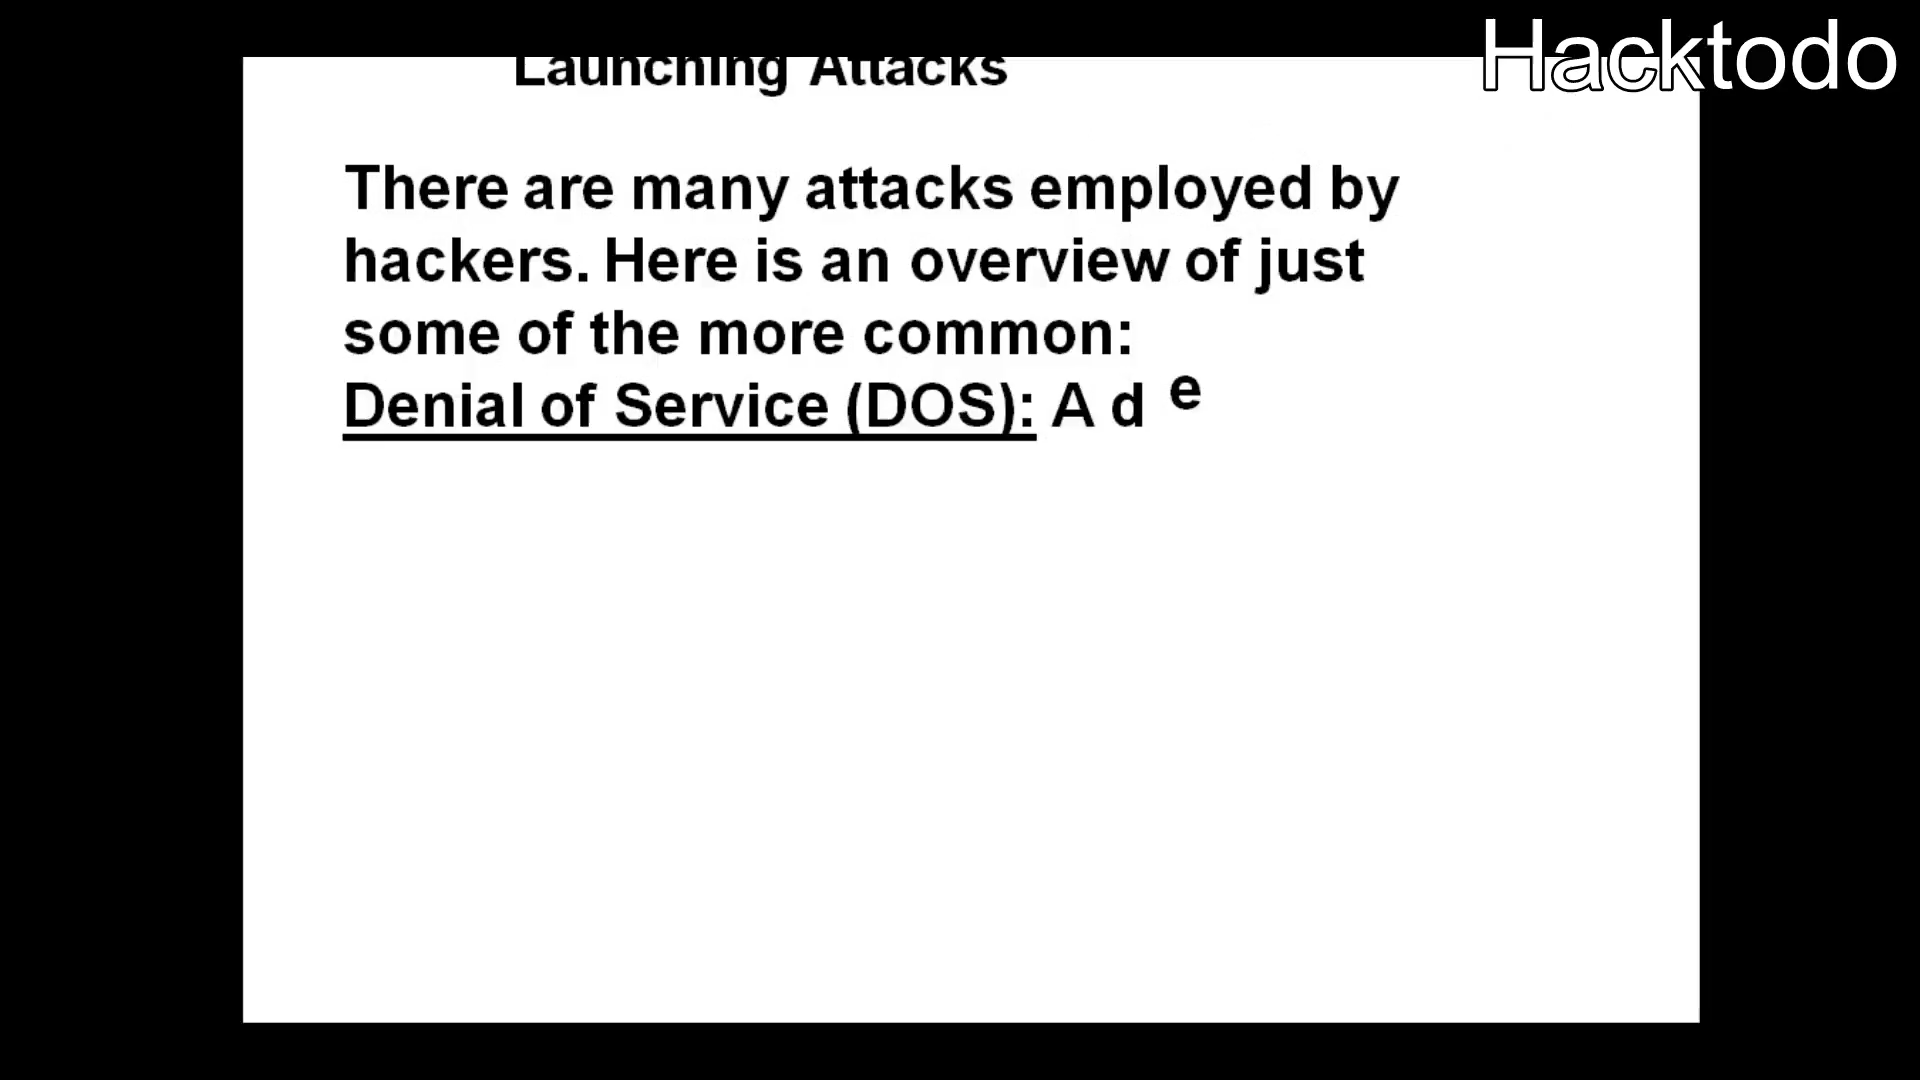 Hacktodo
Launching Attacks
There are many attacks employed by
hackers. Here is an overview of just
some of the more common:
Denial of Service (DOS): A d e